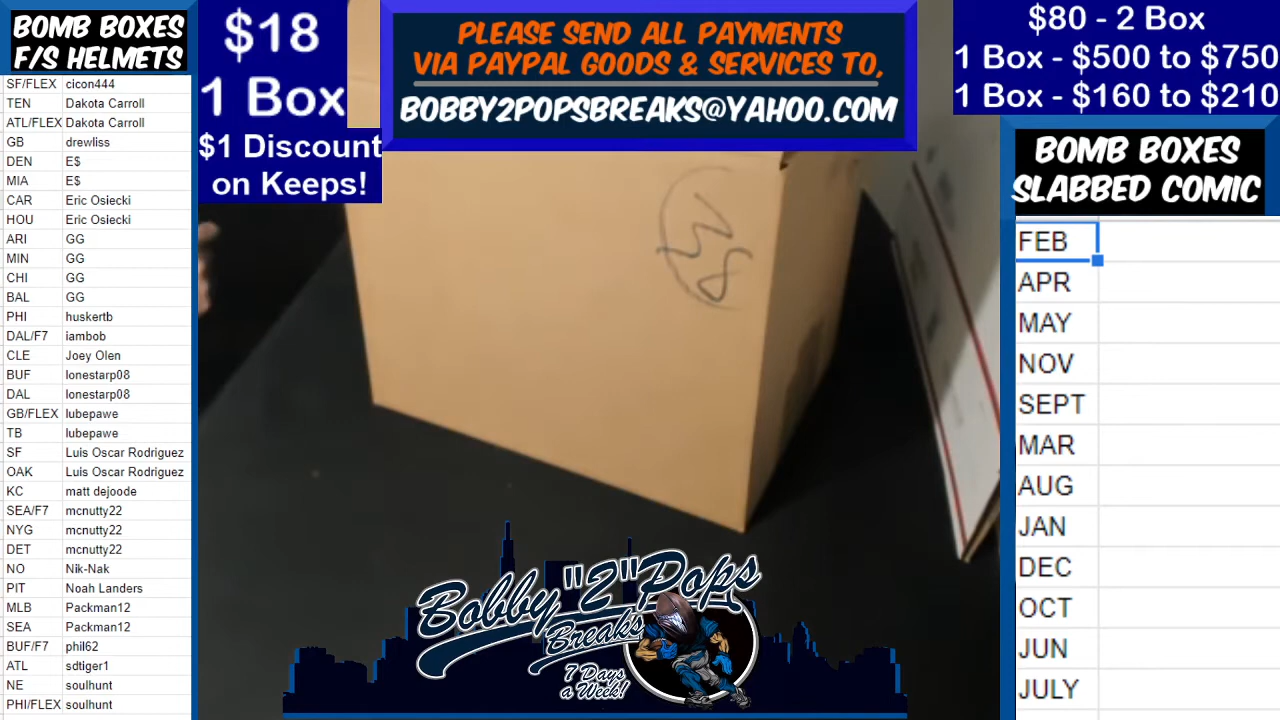 BOMB BOXES
F/S HELMETS
SF/FLEX cicon444
TEN Dakota Carroll
ATL/FLEX Dakota Carroll
GB drewliss
DEN E$
MIA E$
CAR Eric Osiecki
HOU Eric Osiecki
ARI GG
MIN GG
CHI GG
BAL GG
PHI huskertb
DAL/F7 iambob
CLE Joey Olen
BUF lonestarp08
DAL lonestarp08
GB/FLEX lubepawe
TB lubepawe
SF Luis Oscar Rodriguez
OAK Luis Oscar Rodriguez
KC matt dejoode
SEA/F7 mcnutty22
NYG mcnutty22
DET mcnutty22
NO Nik-Nak
PIT Noah Landers
MLB Packman12
SEA Packman12
BUF/F7 phil62
ATL sdtiger1
NE soulhunt
PHI/FLEX soulhunt
$18
1 Box
$1 Discount
on Keeps!
PLEASE SEND ALL PAYMENTS
VIA PAYPAL GOODS & SERVICES TO,
BOBBY2POPSBREAKS@YAHOO.COM
38
Bobby "2" Pops
Breaks
7 Days
a Week!
$80 - 2 Box
1 Box - $500 to $750
1 Box - $160 to $210
BOMB BOXES
SLABBED COMIC
FEB
APR
MAY
NOV
SEPT
MAR
AUG
JAN
DEC
OCT
JUN
JULY